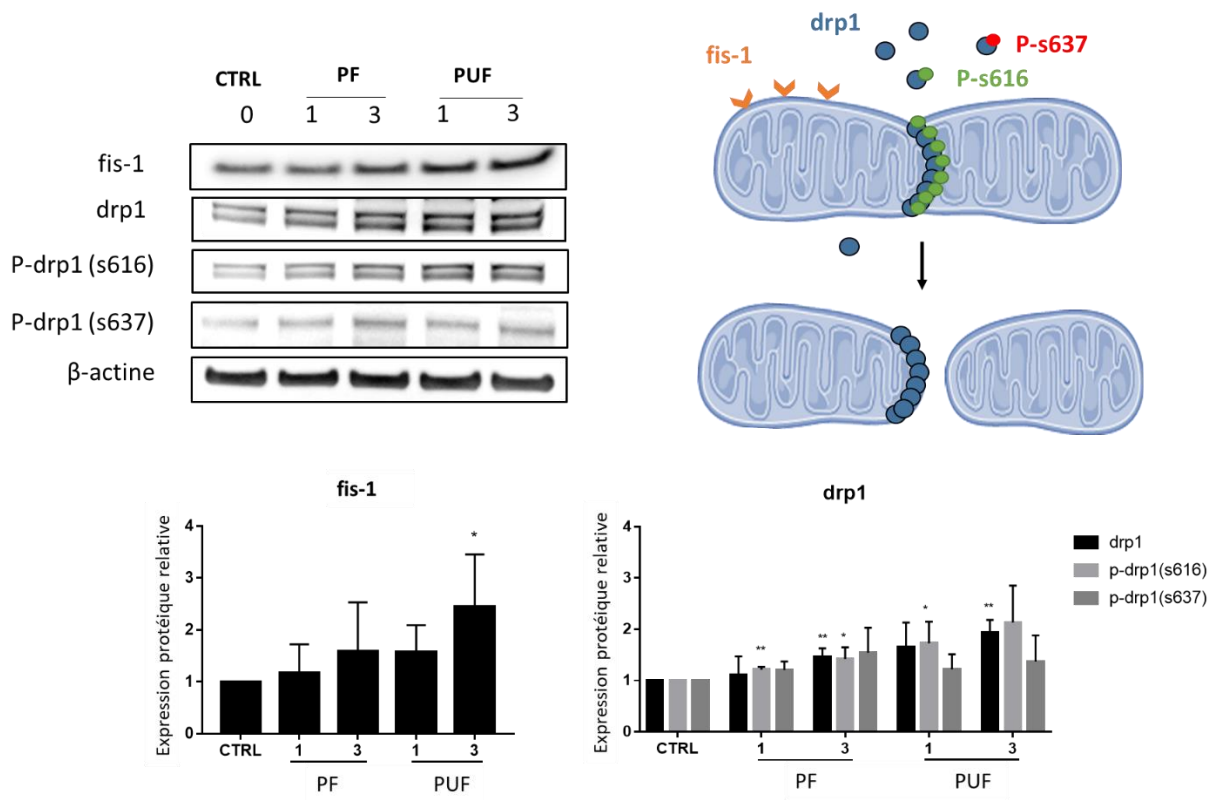 CTRL PF PUF
0 1 3 1 3
fis-1
drp1
P-drp1 (s616)
P-drp1 (s637)
β-actine
drp1
P-s637
fis-1
P-s616
fis-1
Expression protéique relative
4
3
2
1
0
*
CTRL 1 3 1 3
PF PUF
drp1
Expression protéique relative
4
3
2
1
0
** ** * * **
CTRL 1 3 1 3
PF PUF
drp1
p-drp1(s616)
p-drp1(s637)